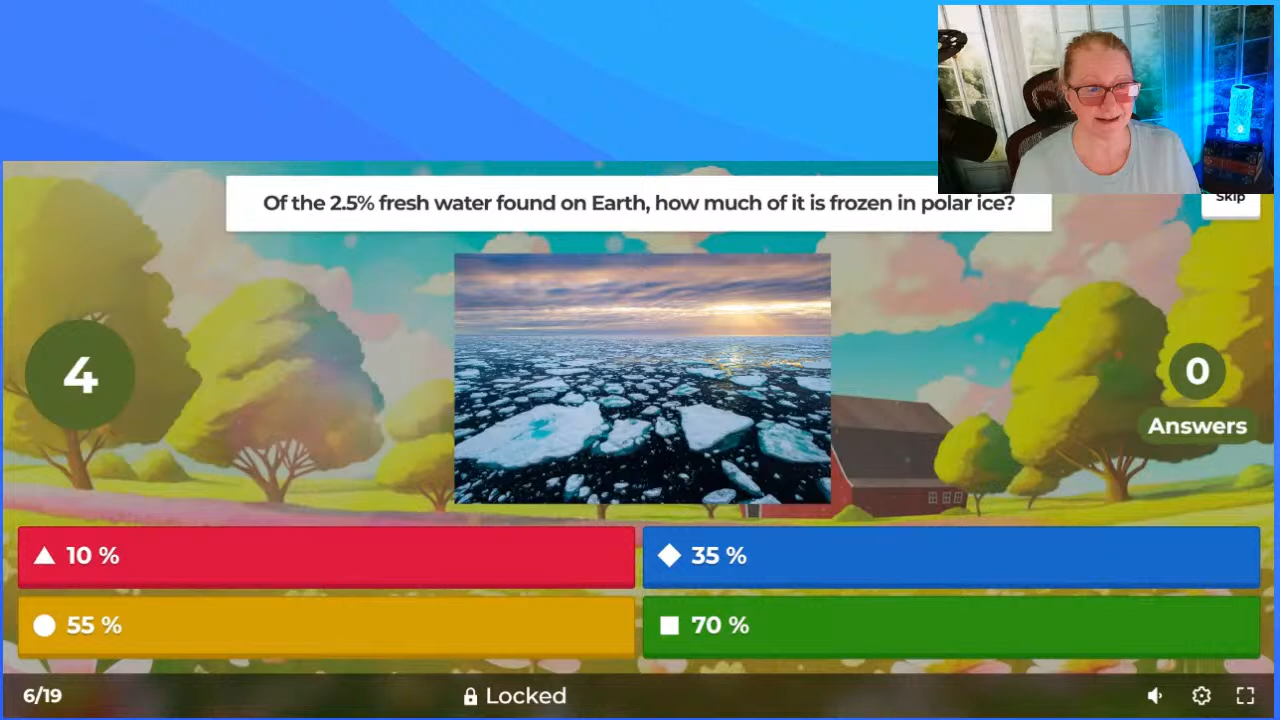 Of the 2.5% fresh water found on Earth, how much of it is frozen in polar ice?
Skip
4
0
Answers
10 %
35 %
55 %
70 %
6/19
Locked